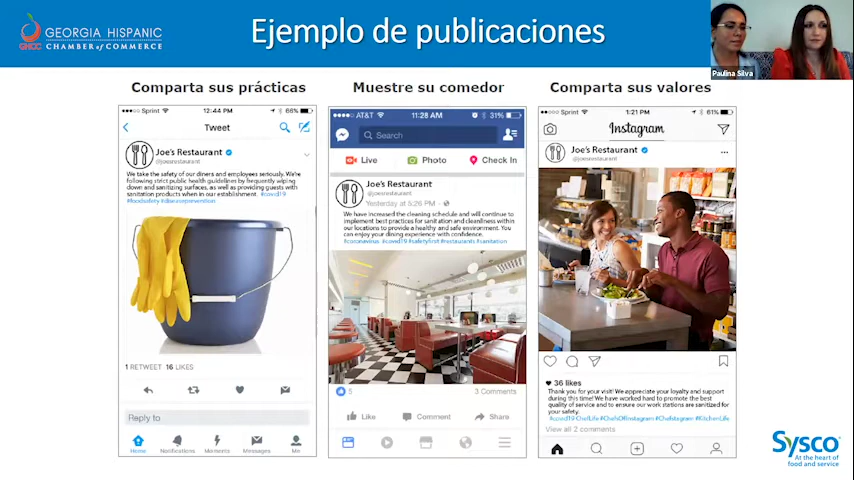 GEORGIA HISPANIC
GHCC CHAMBER of COMMERCE
Ejemplo de publicaciones
Paulina Silva
Comparta sus prácticas
Muestre su comedor
Comparta sus valores
Sprint 12:44 PM 66%
Tweet
Joe's Restaurant
@joesrestaurant
We take the safety of our diners and employees seriously. We're
following strict public health guidelines by frequently wiping
down and sanitizing surfaces, as well as providing guests with
sanitation products when in our establishment. #covid19
#foodsafety #diseaseprevention
1 RETWEET 16 LIKES
Reply to
Home Notifications Moments Messages Me
AT&T 11:28 AM 31%
Search
Live Photo Check In
Joe's Restaurant
@joesrestaurant
Yesterday at 5:26 PM
We have increased the cleaning schedule and will continue to
implement best practices for sanitation and cleanliness within
our locations to provide a healthy and safe environment. You
can enjoy your dining experience with confidence.
#coronavirus #covid19 #safetyfirst #restaurants #sanitation
5 3 Comments
Like Comment Share
Sprint 1:21 PM 61%
Instagram
Joe's Restaurant
@joesrestaurant
36 likes
Thank you for your visit! We appreciate your loyalty and support
during this time! We have worked hard to promote the best
quality of service and to ensure our work stations are sanitized for
your safety.
#covid19 #ChefLife #ChefsOfInstagram #Chefstagram #KitchenLife
View all 2 comments
Sysco
At the heart of
food and service